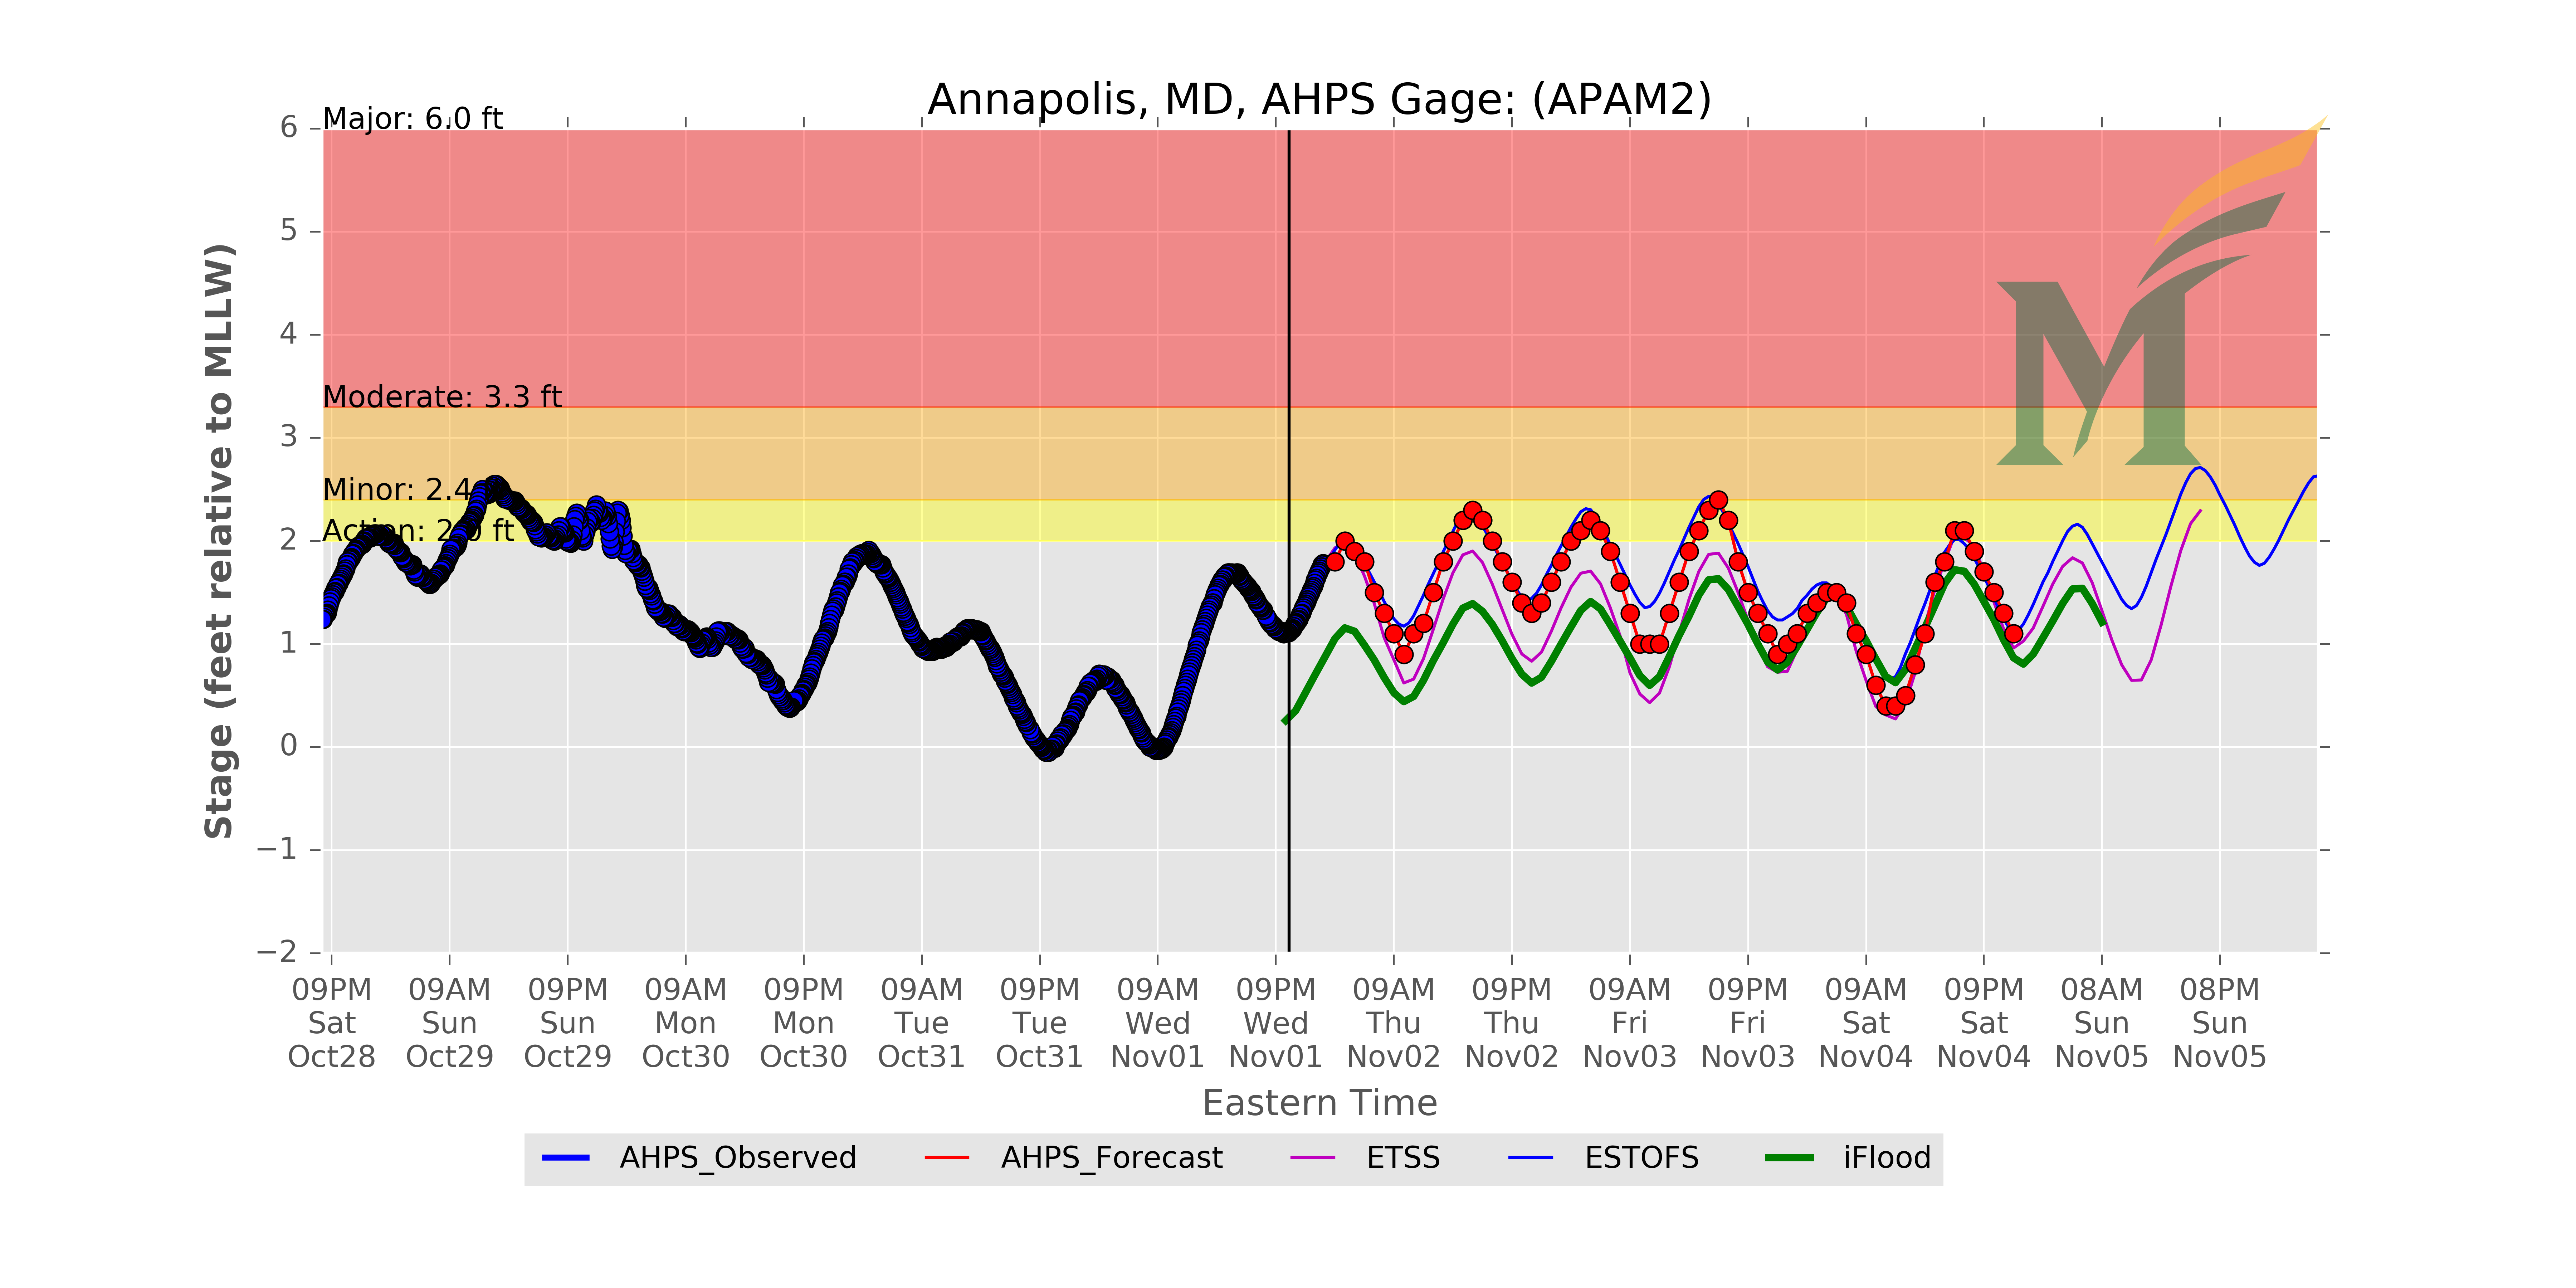 Annapolis, MD, AHPS Gage: (APAM2)
Major: 6.0 ft
Moderate: 3.3 ft
Minor: 2.4
Action: 2.0 ft
6
5
4
3
2
1
0
−1
−2
Stage (feet relative to MLLW)
09PM 09AM 09PM 09AM 09PM 09AM 09PM 09AM 09PM 09AM 09PM 09AM 09PM 09AM 09PM 08AM 08PM
Sat Sun Sun Mon Mon Tue Tue Wed Wed Thu Thu Fri Fri Sat Sat Sun Sun
Oct28 Oct29 Oct29 Oct30 Oct30 Oct31 Oct31 Nov01 Nov01 Nov02 Nov02 Nov03 Nov03 Nov04 Nov04 Nov05 Nov05
Eastern Time
AHPS_Observed AHPS_Forecast ETSS ESTOFS iFlood
M